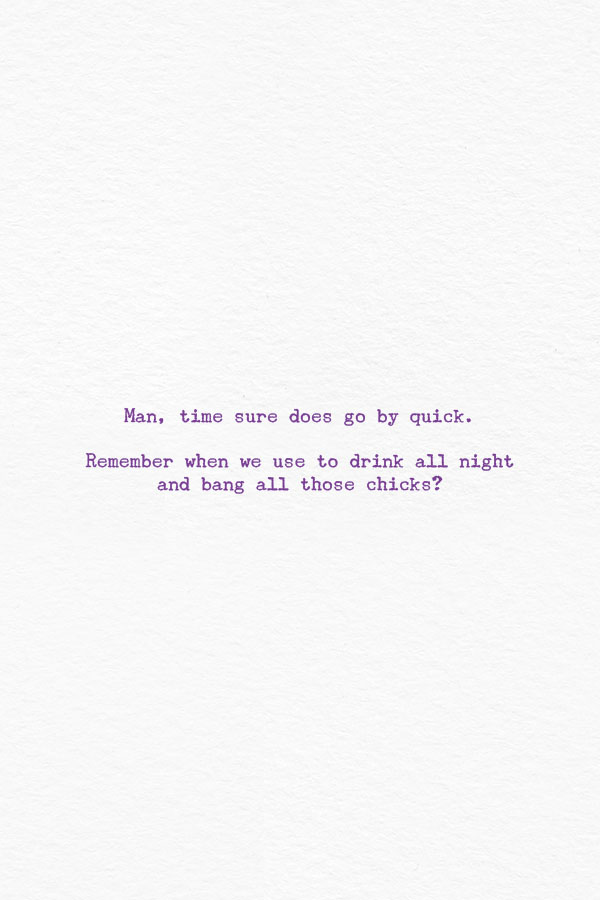 Man, time sure does go by quick.
Remember when we use to drink all night
and bang all those chicks?